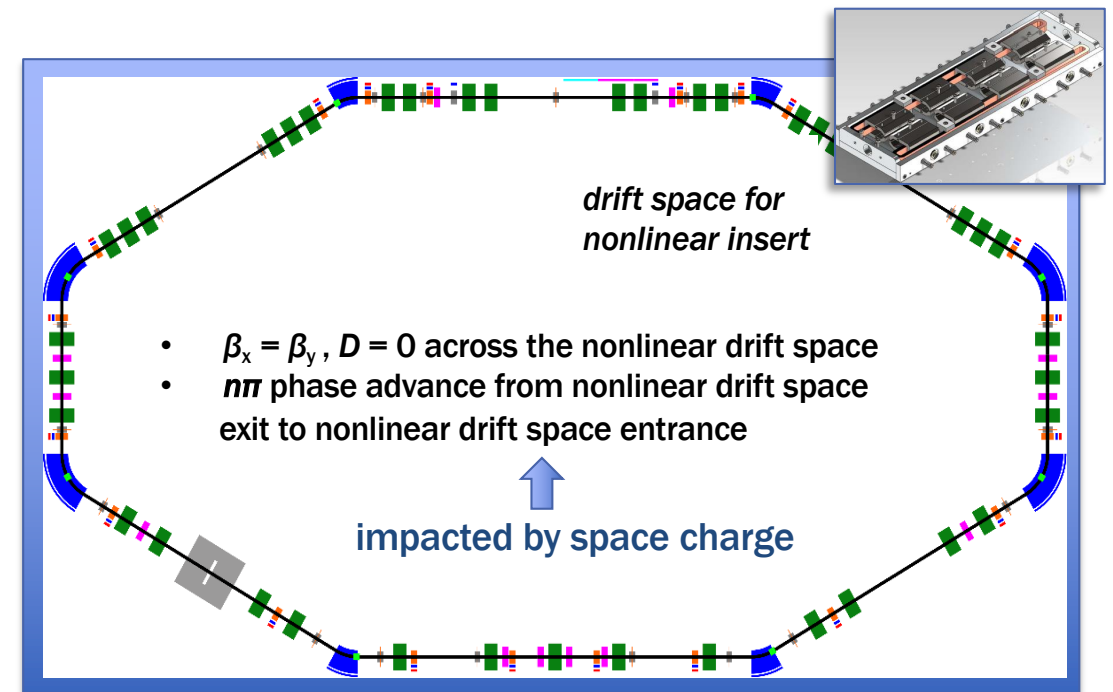 drift space for
nonlinear insert
• βx = βy , D = 0 across the nonlinear drift space
• nπ phase advance from nonlinear drift space
exit to nonlinear drift space entrance
impacted by space charge